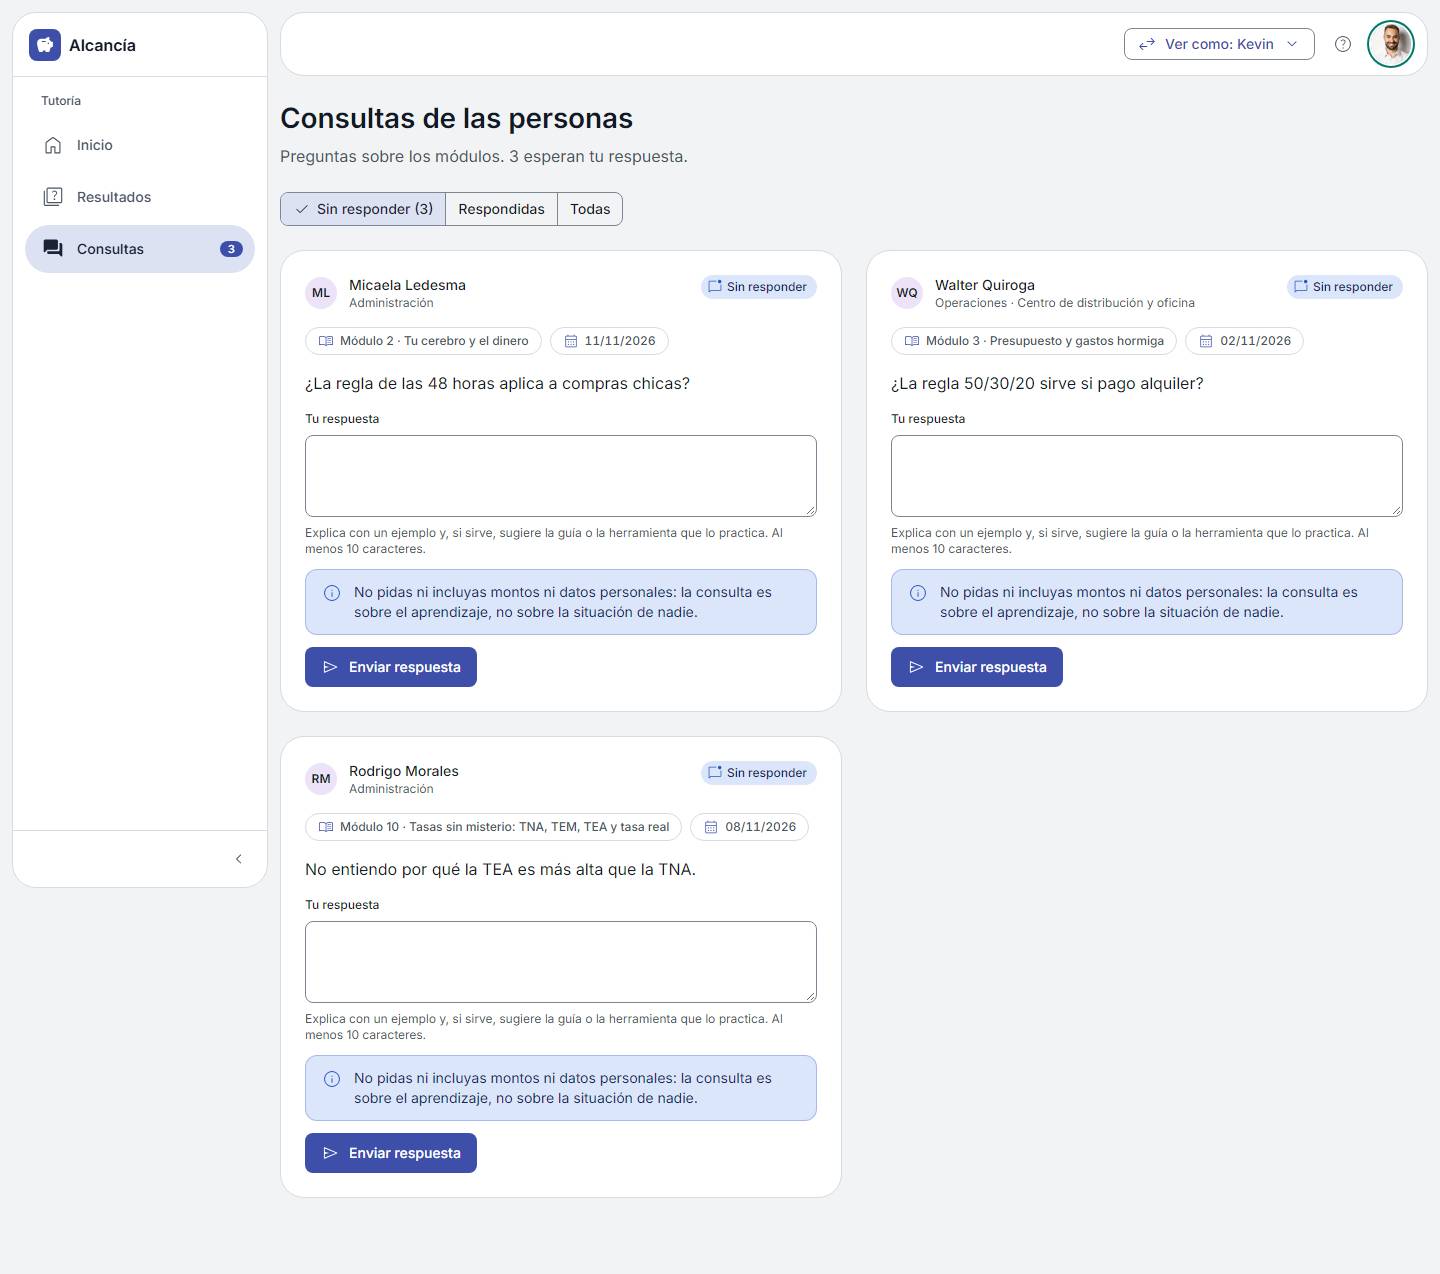 Alcancía
Tutoría
Inicio
Resultados
Consultas
3
Ver como: Kevin
Consultas de las personas
Preguntas sobre los módulos. 3 esperan tu respuesta.
Sin responder (3)
Respondidas
Todas
ML
Micaela Ledesma
Administración
Sin responder
Módulo 2 · Tu cerebro y el dinero
11/11/2026
¿La regla de las 48 horas aplica a compras chicas?
Tu respuesta
Explica con un ejemplo y, si sirve, sugiere la guía o la herramienta que lo practica. Al
menos 10 caracteres.
No pidas ni incluyas montos ni datos personales: la consulta es
sobre el aprendizaje, no sobre la situación de nadie.
Enviar respuesta
WQ
Walter Quiroga
Operaciones · Centro de distribución y oficina
Sin responder
Módulo 3 · Presupuesto y gastos hormiga
02/11/2026
¿La regla 50/30/20 sirve si pago alquiler?
Tu respuesta
Explica con un ejemplo y, si sirve, sugiere la guía o la herramienta que lo practica. Al
menos 10 caracteres.
No pidas ni incluyas montos ni datos personales: la consulta es
sobre el aprendizaje, no sobre la situación de nadie.
Enviar respuesta
RM
Rodrigo Morales
Administración
Sin responder
Módulo 10 · Tasas sin misterio: TNA, TEM, TEA y tasa real
08/11/2026
No entiendo por qué la TEA es más alta que la TNA.
Tu respuesta
Explica con un ejemplo y, si sirve, sugiere la guía o la herramienta que lo practica. Al
menos 10 caracteres.
No pidas ni incluyas montos ni datos personales: la consulta es
sobre el aprendizaje, no sobre la situación de nadie.
Enviar respuesta